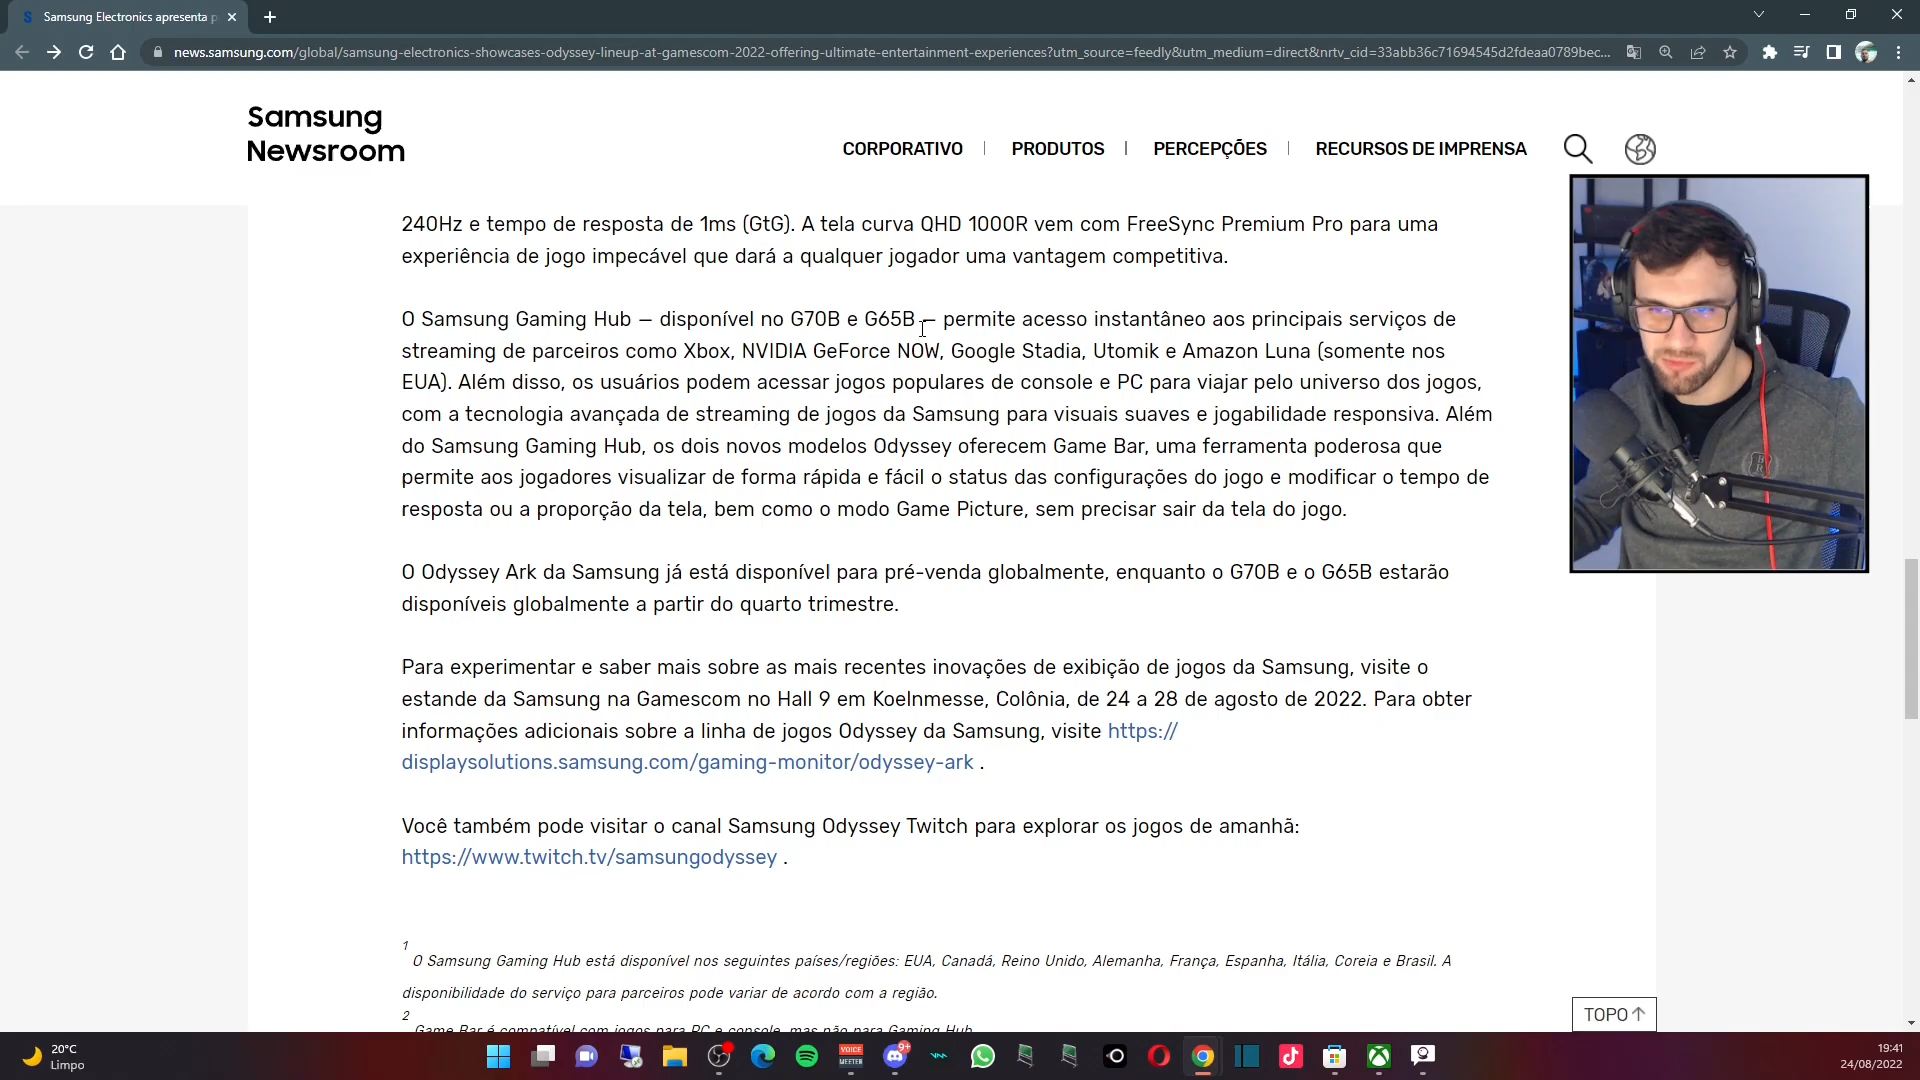 Samsung Electronics apresenta p
news.samsung.com/global/samsung-electronics-showcases-odyssey-lineup-at-gamescom-2022-offering-ultimate-entertainment-experiences?utm_source=feedly&utm_medium=direct&nrtv_cid=33abb36c71694545d2fdeaa0789bec...
Samsung
Newsroom
CORPORATIVO
PRODUTOS
PERCEPÇÕES
RECURSOS DE IMPRENSA
240Hz e tempo de resposta de 1ms (GtG). A tela curva QHD 1000R vem com FreeSync Premium Pro para uma
experiência de jogo impecável que dará a qualquer jogador uma vantagem competitiva.
O Samsung Gaming Hub – disponível no G70B e G65B – permite acesso instantâneo aos principais serviços de
streaming de parceiros como Xbox, NVIDIA GeForce NOW, Google Stadia, Utomik e Amazon Luna (somente nos
EUA). Além disso, os usuários podem acessar jogos populares de console e PC para viajar pelo universo dos jogos,
com a tecnologia avançada de streaming de jogos da Samsung para visuais suaves e jogabilidade responsiva. Além
do Samsung Gaming Hub, os dois novos modelos Odyssey oferecem Game Bar, uma ferramenta poderosa que
permite aos jogadores visualizar de forma rápida e fácil o status das configurações do jogo e modificar o tempo de
resposta ou a proporção da tela, bem como o modo Game Picture, sem precisar sair da tela do jogo.
O Odyssey Ark da Samsung já está disponível para pré-venda globalmente, enquanto o G70B e o G65B estarão
disponíveis globalmente a partir do quarto trimestre.
Para experimentar e saber mais sobre as mais recentes inovações de exibição de jogos da Samsung, visite o
estande da Samsung na Gamescom no Hall 9 em Koelnmesse, Colônia, de 24 a 28 de agosto de 2022. Para obter
informações adicionais sobre a linha de jogos Odyssey da Samsung, visite https://
displaysolutions.samsung.com/gaming-monitor/odyssey-ark .
Você também pode visitar o canal Samsung Odyssey Twitch para explorar os jogos de amanhã:
https://www.twitch.tv/samsungodyssey .
1 O Samsung Gaming Hub está disponível nos seguintes países/regiões: EUA, Canadá, Reino Unido, Alemanha, França, Espanha, Itália, Coreia e Brasil. A
disponibilidade do serviço para parceiros pode variar de acordo com a região.
2 Game Bar é compatível com jogos para PC e console, mas não para Gaming Hub.
TOPO
20°C
Limpo
VOICE
MEETER
9+
19:41
24/08/2022